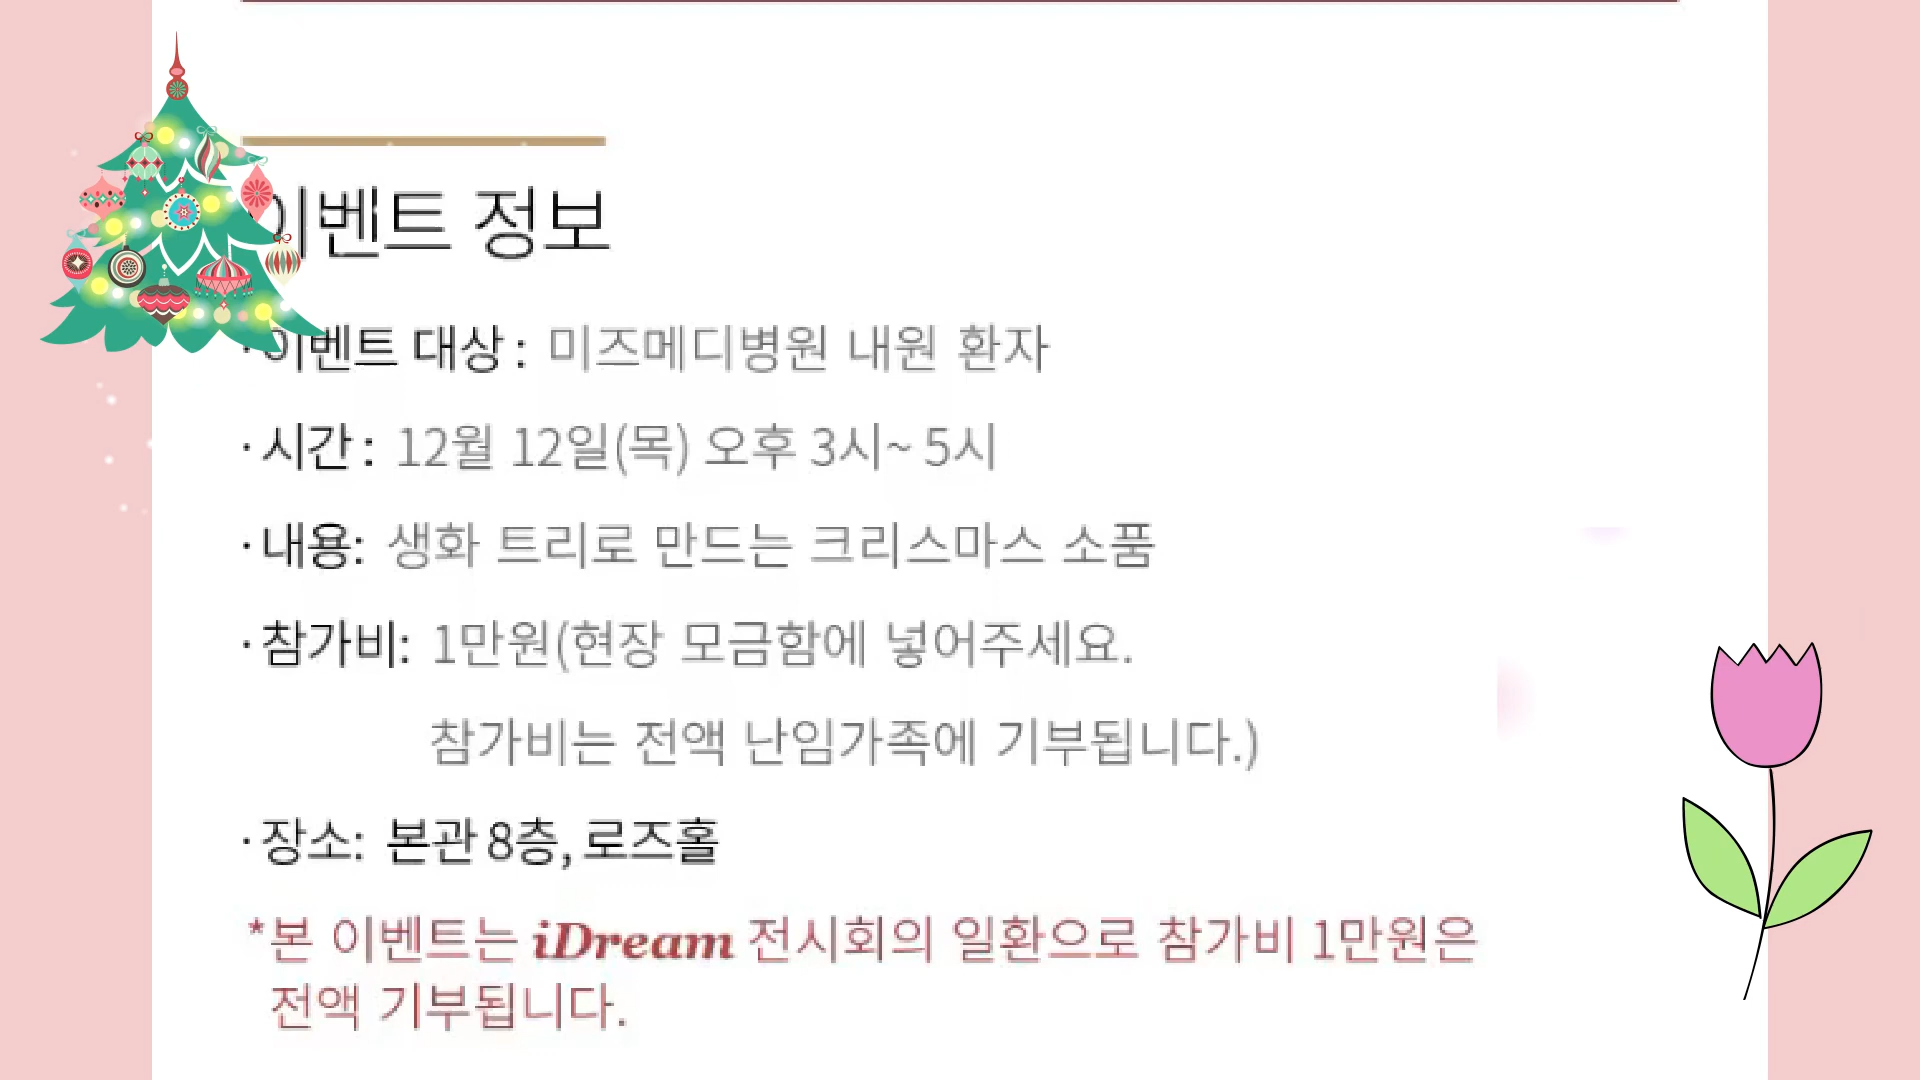 이벤트 정보
· 이벤트 대상 : 미즈메디병원 내원 환자
· 시간 : 12월 12일(목) 오후 3시~ 5시
· 내용: 생화 트리로 만드는 크리스마스 소품
· 참가비: 1만원(현장 모금함에 넣어주세요.
참가비는 전액 난임가족에 기부됩니다.)
· 장소: 본관 8층, 로즈홀
*본 이벤트는 iDream 전시회의 일환으로 참가비 1만원은
전액 기부됩니다.